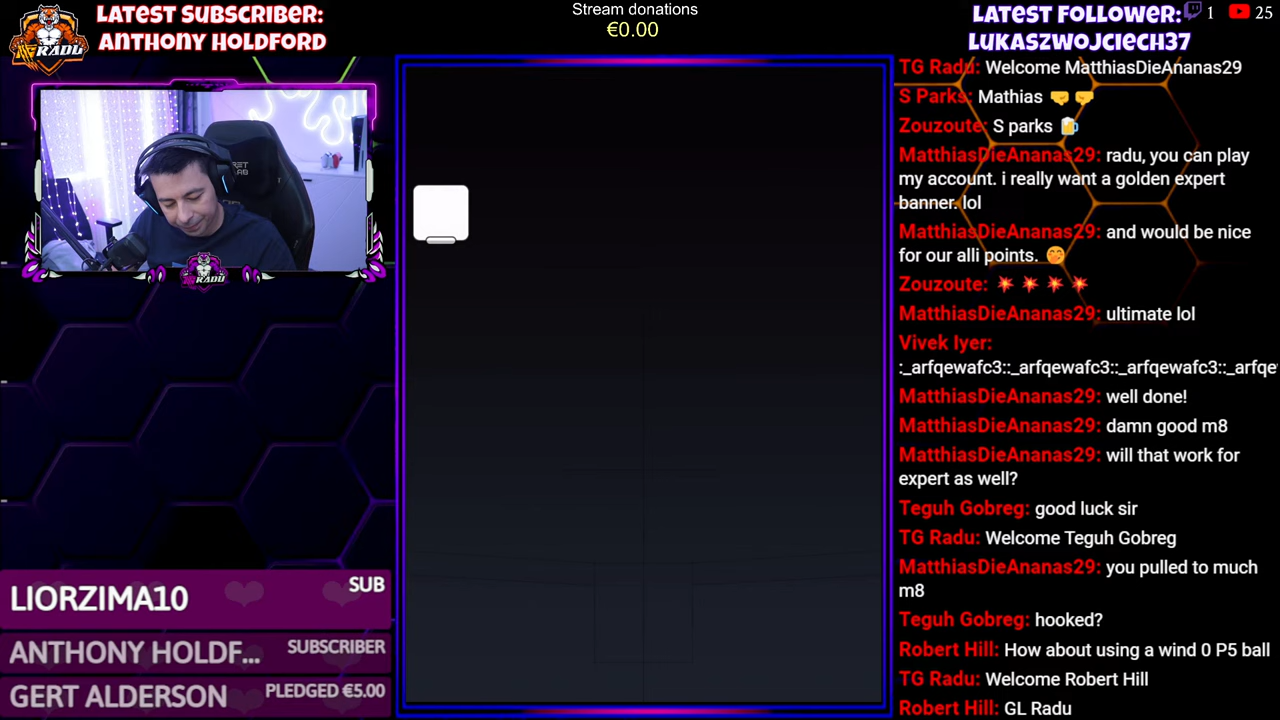 LATEST SUBSCRIBER:
ANTHONY HOLDFORD
RADU
Stream donations
€0.00
LATEST FOLLOWER:
1
25
LUKASZWOJCIECH37
RADU
TG Radu: Welcome MatthiasDieAnanas29
S Parks: Mathias 🤜 🤛
Zouzoute: S parks 🍺
MatthiasDieAnanas29: radu, you can play
my account. i really want a golden expert
banner. lol
MatthiasDieAnanas29: and would be nice
for our alli points. 🤭
Zouzoute: 💥 💥 💥 💥
MatthiasDieAnanas29: ultimate lol
Vivek Iyer:
:_arfqewafc3::_arfqewafc3::_arfqewafc3::_arfqe
MatthiasDieAnanas29: well done!
MatthiasDieAnanas29: damn good m8
MatthiasDieAnanas29: will that work for
expert as well?
Teguh Gobreg: good luck sir
TG Radu: Welcome Teguh Gobreg
MatthiasDieAnanas29: you pulled to much
m8
Teguh Gobreg: hooked?
Robert Hill: How about using a wind 0 P5 ball
TG Radu: Welcome Robert Hill
Robert Hill: GL Radu
LIORZIMA10 SUB
ANTHONY HOLDF... SUBSCRIBER
GERT ALDERSON PLEDGED €5.00